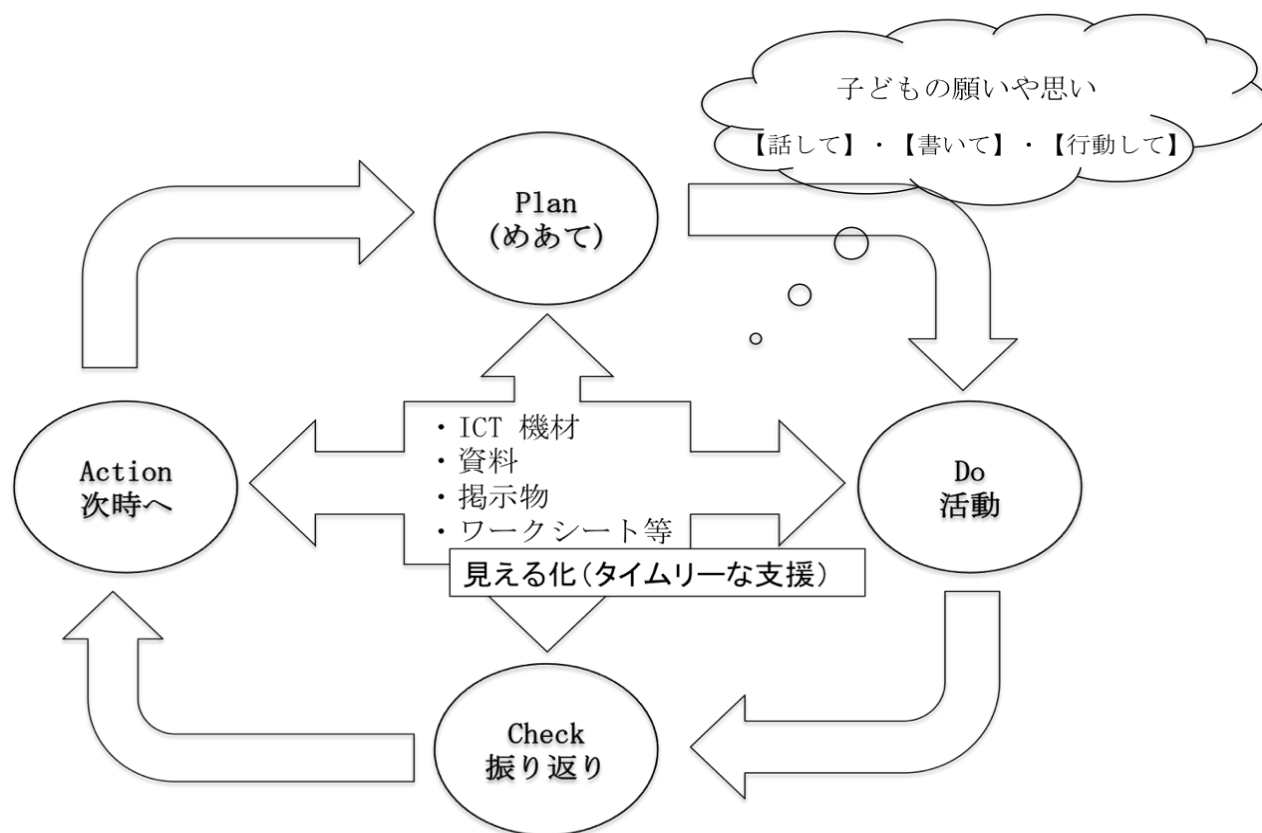 子どもの願いや思い
【話して】・【書いて】・【行動して】
Plan
(めあて)
・ICT 機材
・資料
・掲示物
・ワークシート等
見える化(タイムリーな支援)
Action
次時へ
Do
活動
Check
振り返り